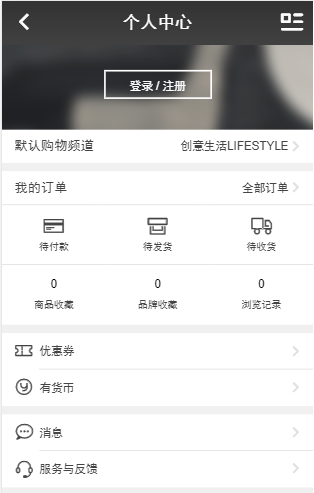 个人中心
登录 / 注册
默认购物频道 创意生活LIFESTYLE
我的订单 全部订单
待付款 待发货 待收货
0 0 0
商品收藏 品牌收藏 浏览记录
优惠券
有货币
消息
服务与反馈